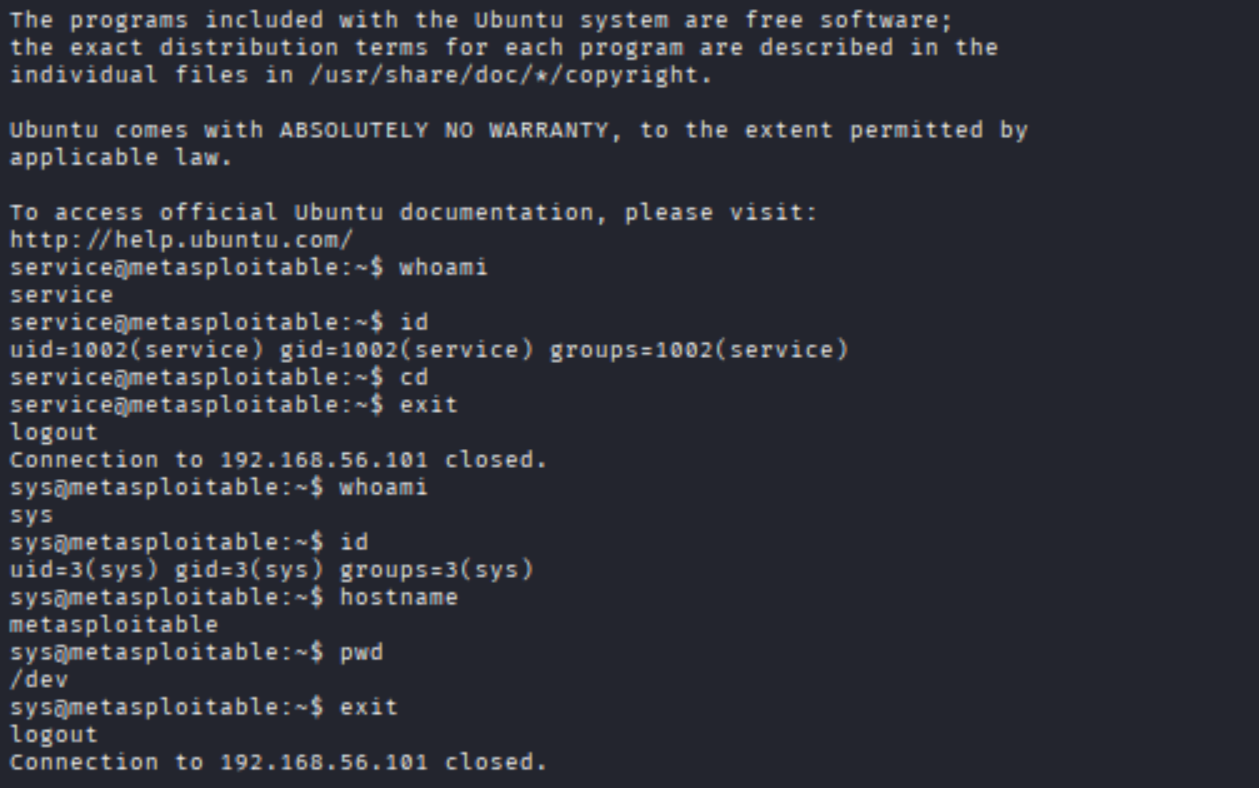 The programs included with the Ubuntu system are free software;
the exact distribution terms for each program are described in the
individual files in /usr/share/doc/*/copyright.
Ubuntu comes with ABSOLUTELY NO WARRANTY, to the extent permitted by
applicable law.
To access official Ubuntu documentation, please visit:
http://help.ubuntu.com/
service@metasploitable:~$ whoami
service
service@metasploitable:~$ id
uid=1002(service) gid=1002(service) groups=1002(service)
service@metasploitable:~$ cd
service@metasploitable:~$ exit
logout
Connection to 192.168.56.101 closed.
sys@metasploitable:~$ whoami
sys
sys@metasploitable:~$ id
uid=3(sys) gid=3(sys) groups=3(sys)
sys@metasploitable:~$ hostname
metasploitable
sys@metasploitable:~$ pwd
/dev
sys@metasploitable:~$ exit
logout
Connection to 192.168.56.101 closed.